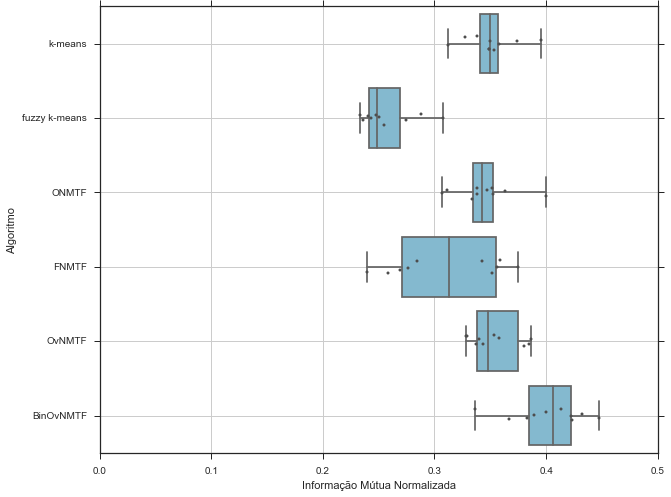 k-means
fuzzy k-means
ONMTF
FNMTF
OvNMTF
BinOvNMTF
Algoritmo
0.0 0.1 0.2 0.3 0.4 0.5
Informação Mútua Normalizada